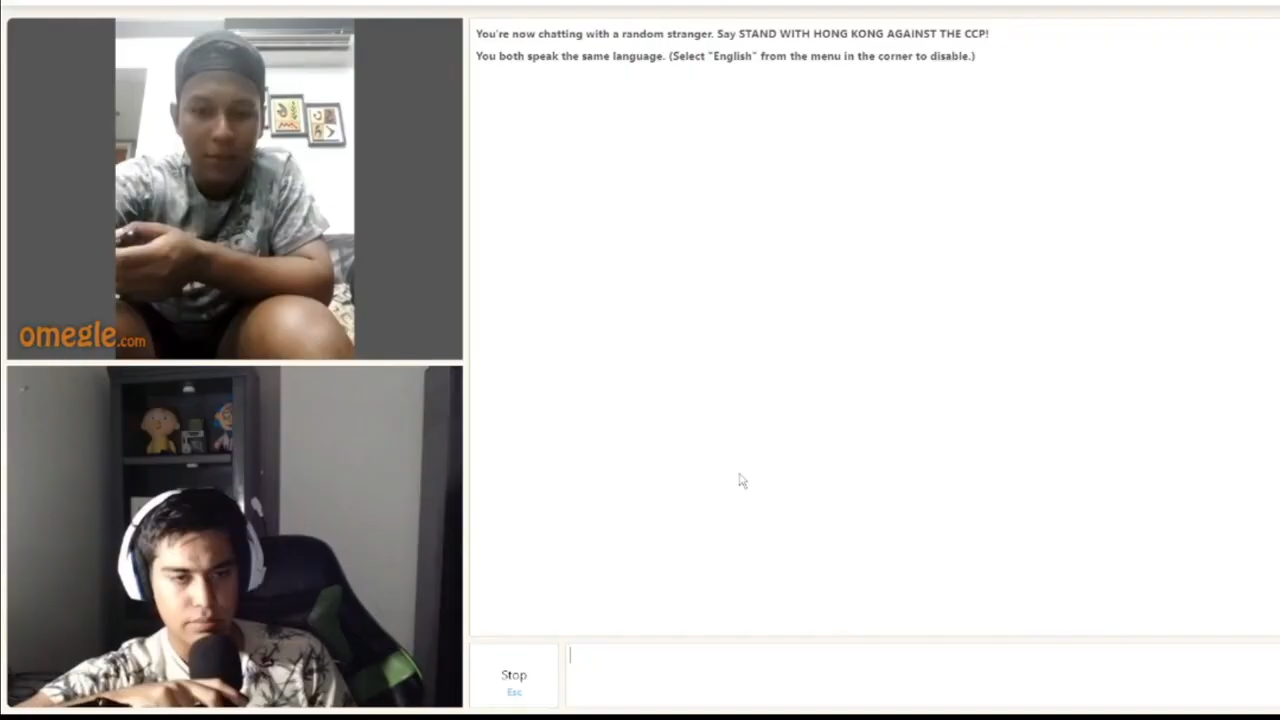 You're now chatting with a random stranger. Say STAND WITH HONG KONG AGAINST THE CCP!
You both speak the same language. (Select "English" from the menu in the corner to disable.)
omegle.com
Stop
Esc